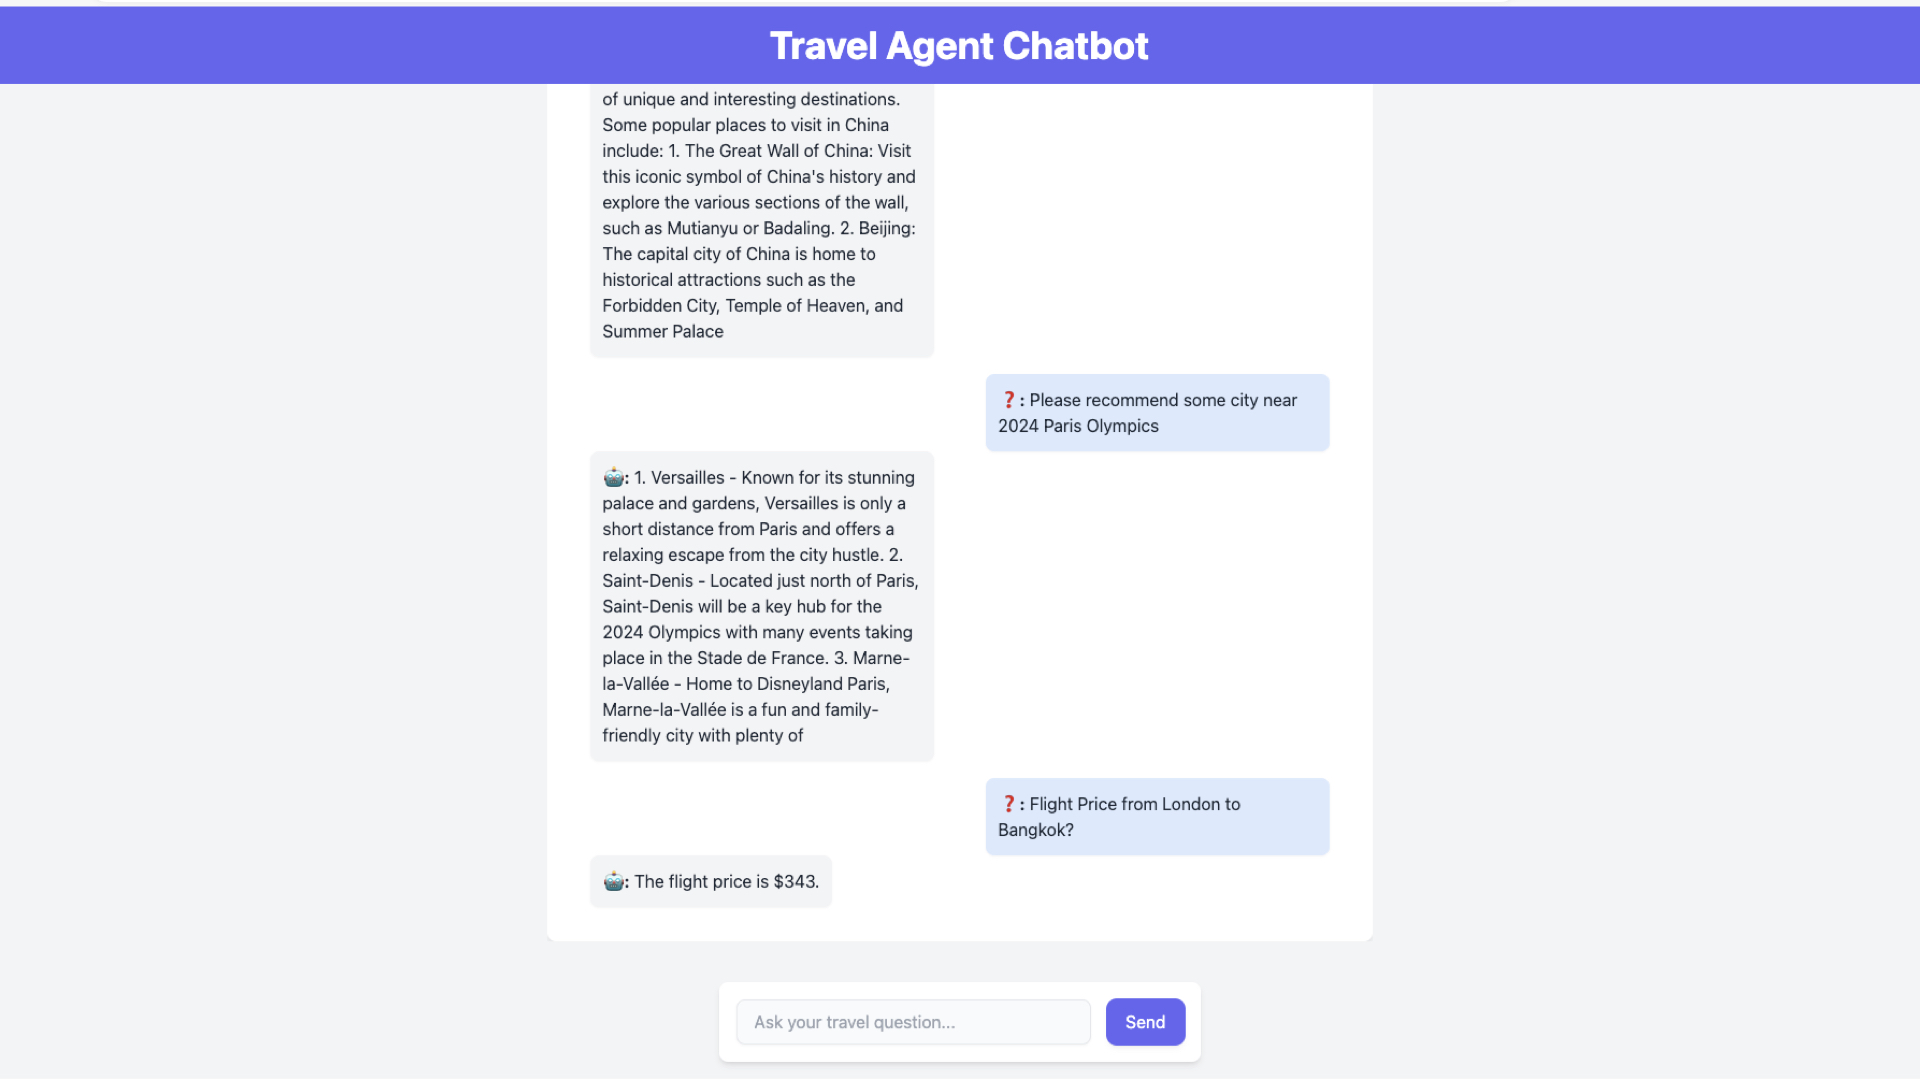 Travel Agent Chatbot
of unique and interesting destinations.
Some popular places to visit in China
include: 1. The Great Wall of China: Visit
this iconic symbol of China's history and
explore the various sections of the wall,
such as Mutianyu or Badaling. 2. Beijing:
The capital city of China is home to
historical attractions such as the
Forbidden City, Temple of Heaven, and
Summer Palace
❓: Please recommend some city near
2024 Paris Olympics
🤖: 1. Versailles - Known for its stunning
palace and gardens, Versailles is only a
short distance from Paris and offers a
relaxing escape from the city hustle. 2.
Saint-Denis - Located just north of Paris,
Saint-Denis will be a key hub for the
2024 Olympics with many events taking
place in the Stade de France. 3. Marne-
la-Vallée - Home to Disneyland Paris,
Marne-la-Vallée is a fun and family-
friendly city with plenty of
❓: Flight Price from London to
Bangkok?
🤖: The flight price is $343.
Ask your travel question...
Send